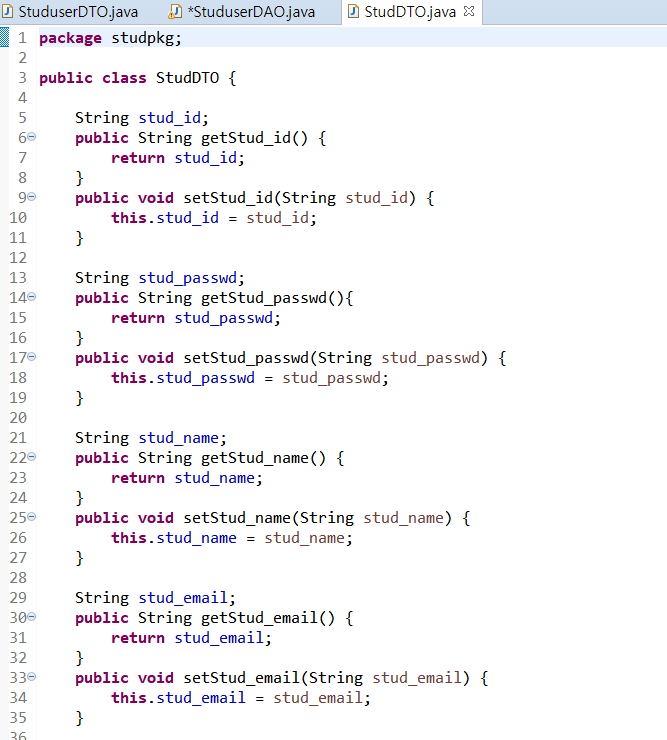 StuduserDTO.java *StuduserDAO.java StudDTO.java
1 package studpkg;
2
3 public class StudDTO {
4
5     String stud_id;
6     public String getStud_id() {
7         return stud_id;
8     }
9     public void setStud_id(String stud_id) {
10         this.stud_id = stud_id;
11     }
12
13     String stud_passwd;
14     public String getStud_passwd(){
15         return stud_passwd;
16     }
17     public void setStud_passwd(String stud_passwd) {
18         this.stud_passwd = stud_passwd;
19     }
20
21     String stud_name;
22     public String getStud_name() {
23         return stud_name;
24     }
25     public void setStud_name(String stud_name) {
26         this.stud_name = stud_name;
27     }
28
29     String stud_email;
30     public String getStud_email() {
31         return stud_email;
32     }
33     public void setStud_email(String stud_email) {
34         this.stud_email = stud_email;
35     }
36